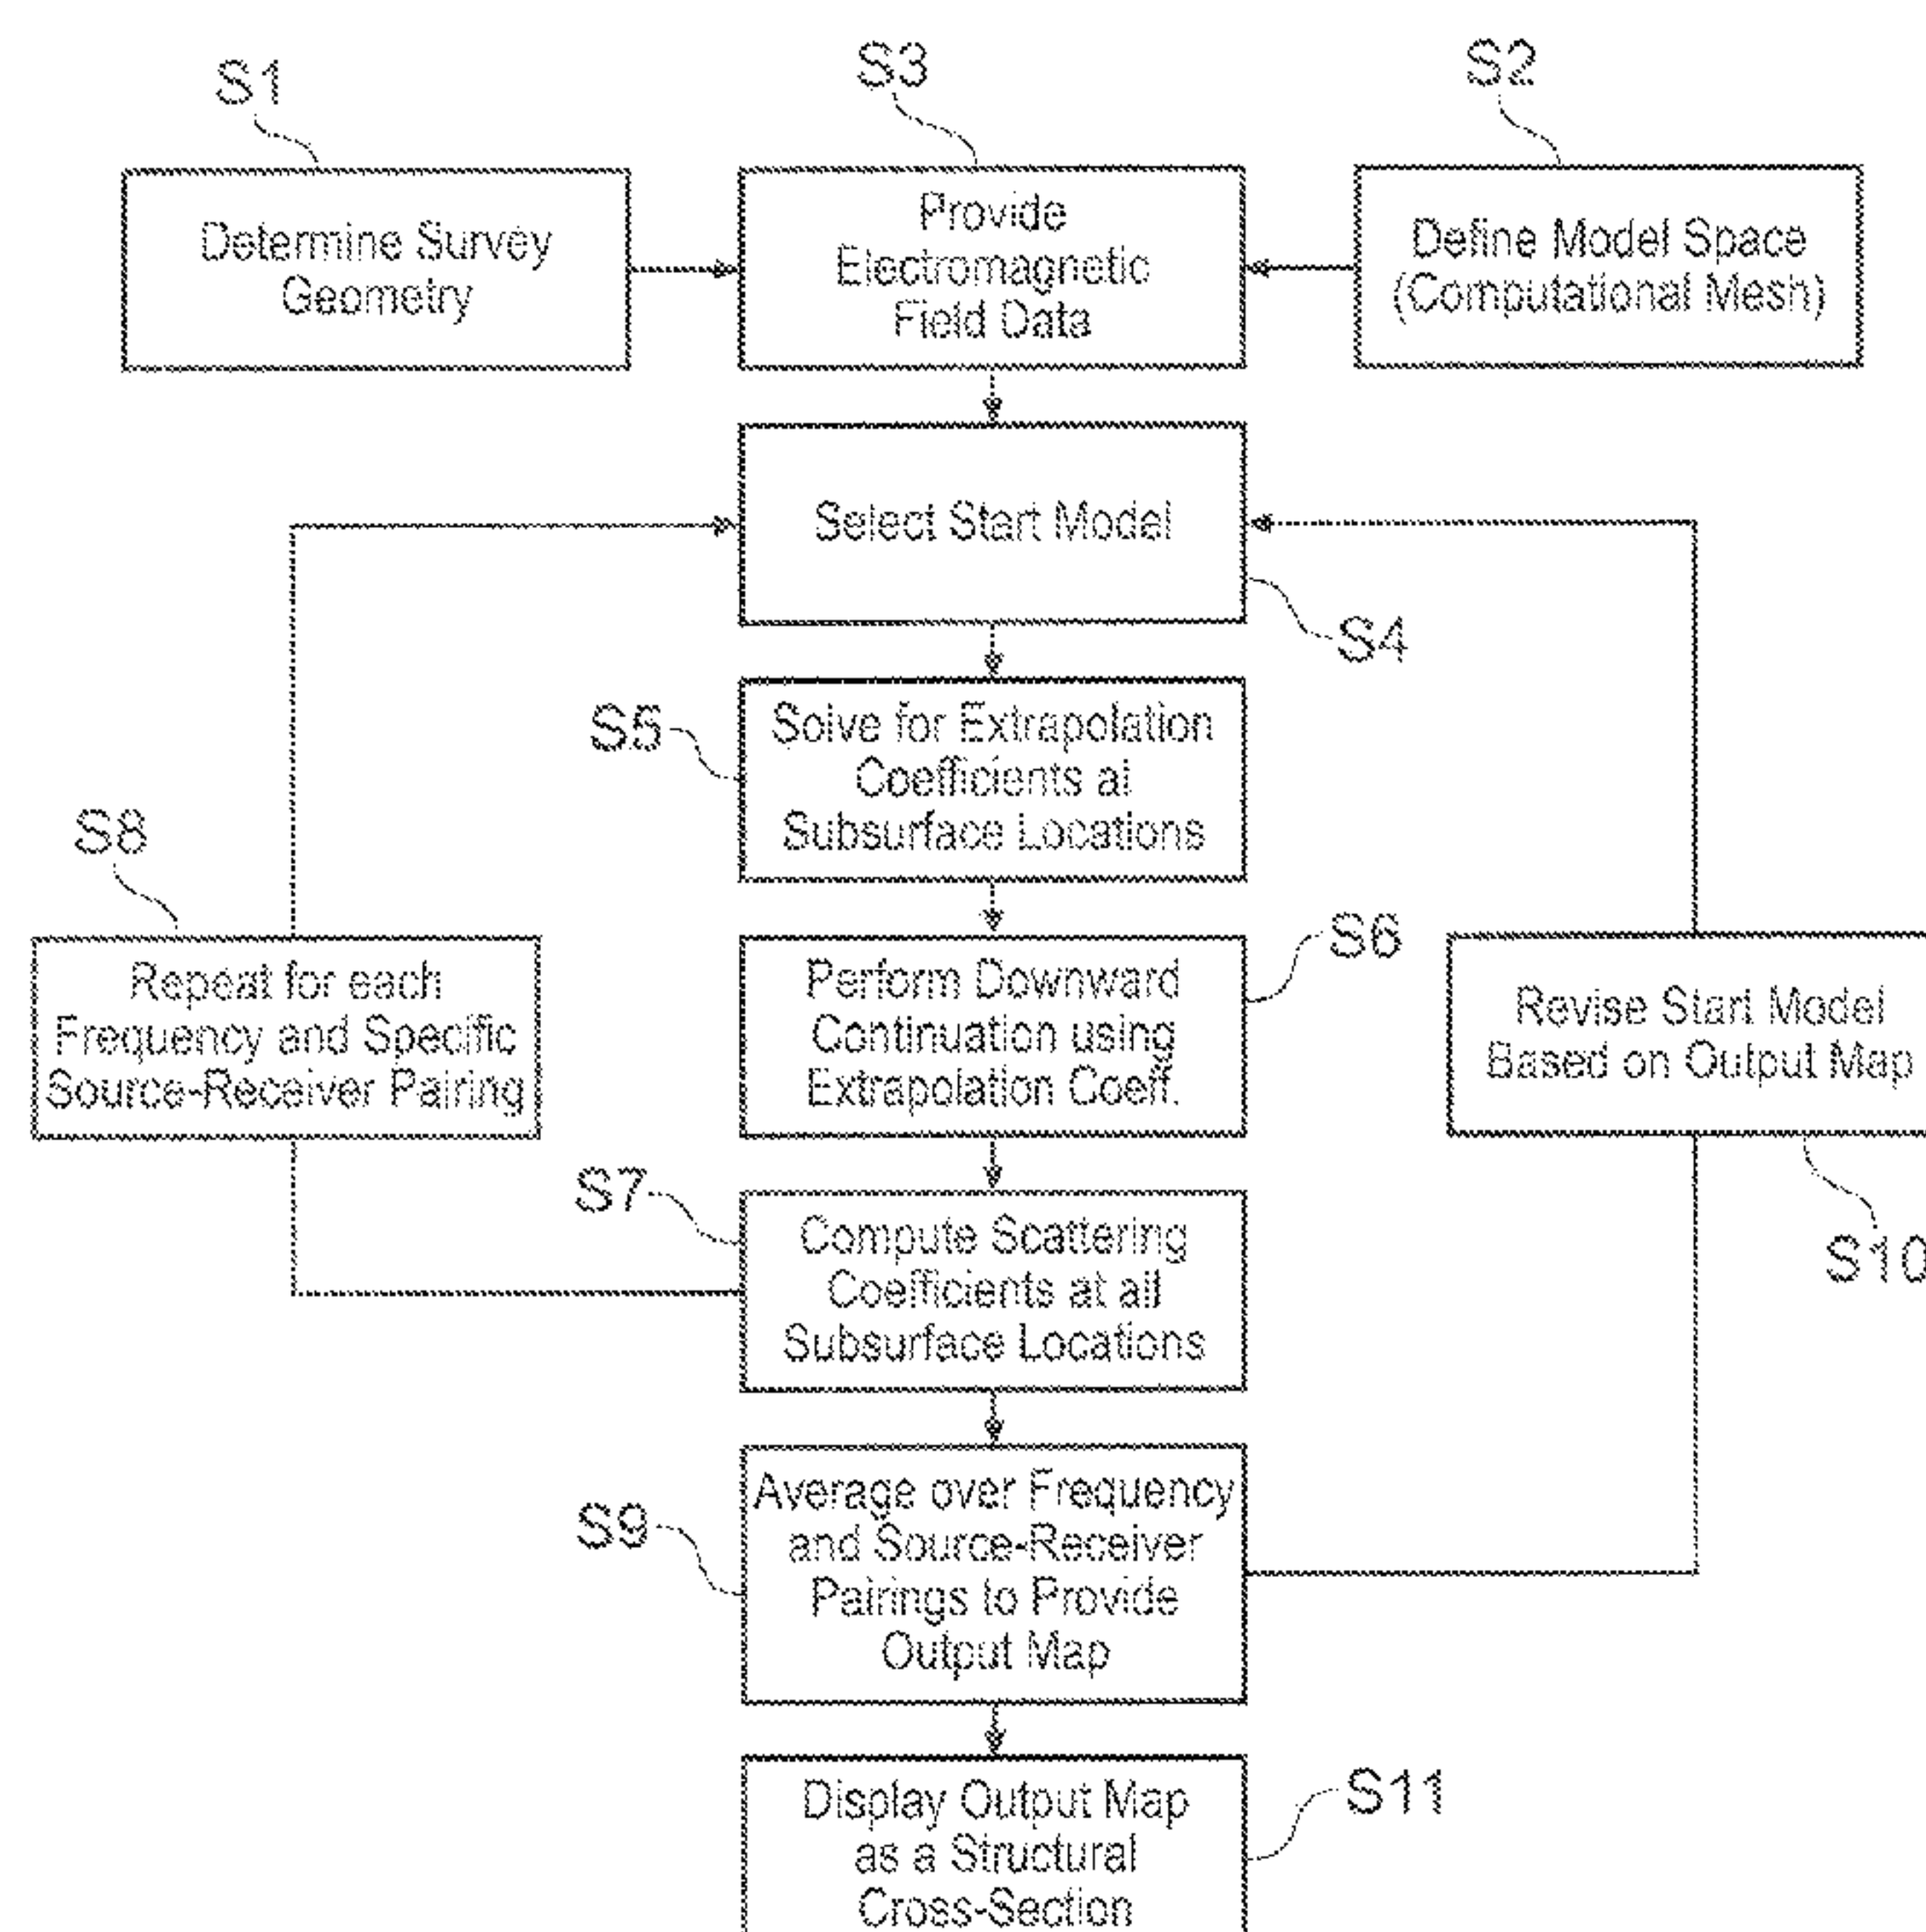 S1
S3
S2
Determine Survey
Geometry
Provide
Electromagnetic
Field Data
Define Model Space
(Computational Mesh)
Select Start Model
S4
S5
Solve for Extrapolation
Coefficients at
Subsurface Locations
S8
Repeat for each
Frequency and Specific
Source-Receiver Pairing
Perform Downward
Continuation using
Extrapolation Coeff.
S6
Revise Start Model
Based on Output Map
S10
S7
Compute Scattering
Coefficients at all
Subsurface Locations
S9
Average over Frequency
and Source-Receiver
Pairings to Provide
Output Map
Display Output Map
as a Structural
Cross-Section
S11